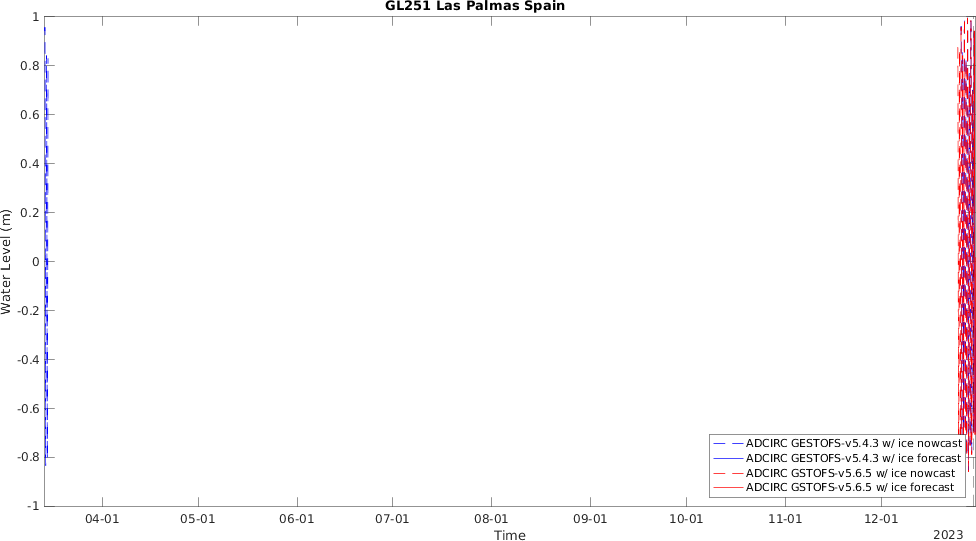 GL251 Las Palmas Spain
Water Level (m)
1
0.8
0.6
0.4
0.2
0
-0.2
-0.4
-0.6
-0.8
-1
ADCIRC GESTOFS-v5.4.3 w/ ice nowcast
ADCIRC GESTOFS-v5.4.3 w/ ice forecast
ADCIRC GSTOFS-v5.6.5 w/ ice nowcast
ADCIRC GSTOFS-v5.6.5 w/ ice forecast
04-01 05-01 06-01 07-01 08-01 09-01 10-01 11-01 12-01
Time
2023